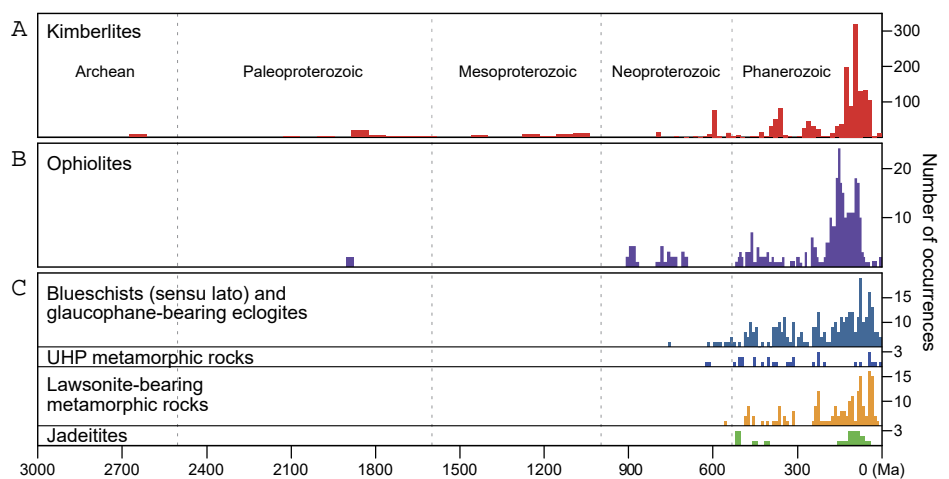 A
Kimberlites
Archean
Paleoproterozoic
Mesoproterozoic
Neoproterozoic
Phanerozoic
300
200
100
B
Ophiolites
20
10
Number of occurrences
C
Blueschists (sensu lato) and
glaucophane-bearing eclogites
15
10
UHP metamorphic rocks
3
Lawsonite-bearing
metamorphic rocks
15
10
Jadeitites
3
3000 2700 2400 2100 1800 1500 1200 900 600 300 0 (Ma)